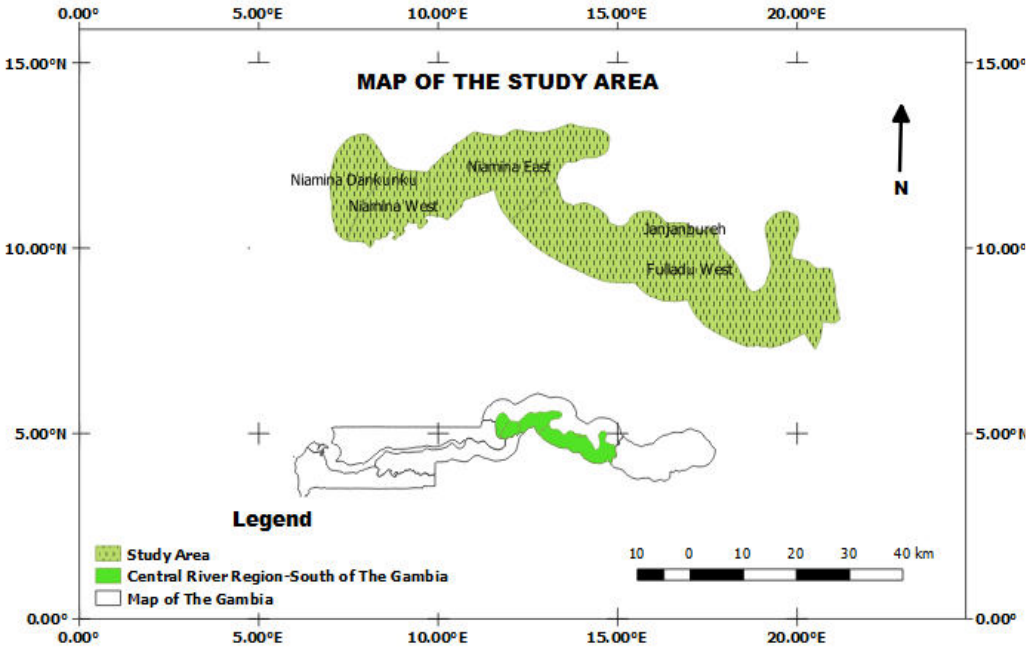 0.00° 5.00°E 10.00°E 15.00°E 20.00°E
15.00°N 15.00°
MAP OF THE STUDY AREA
N
Niamina East
Niamina Dankunku
Niamina West
Janjanbureh
10.00°N 10.00°N
Fulladu West
5.00°N 5.00°N
Legend
Study Area
Central River Region-South of The Gambia
Map of The Gambia
10 0 10 20 30 40 km
0.00° 0.00°
0.00° 5.00°E 10.00°E 15.00°E 20.00°E